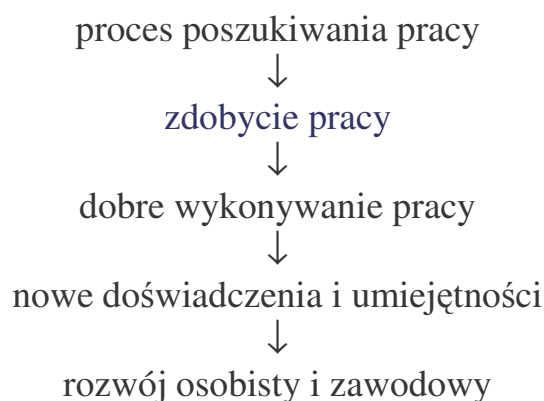 proces poszukiwania pracy
↓
zdobycie pracy
↓
dobre wykonywanie pracy
↓
nowe doświadczenia i umiejętności
↓
rozwój osobisty i zawodowy